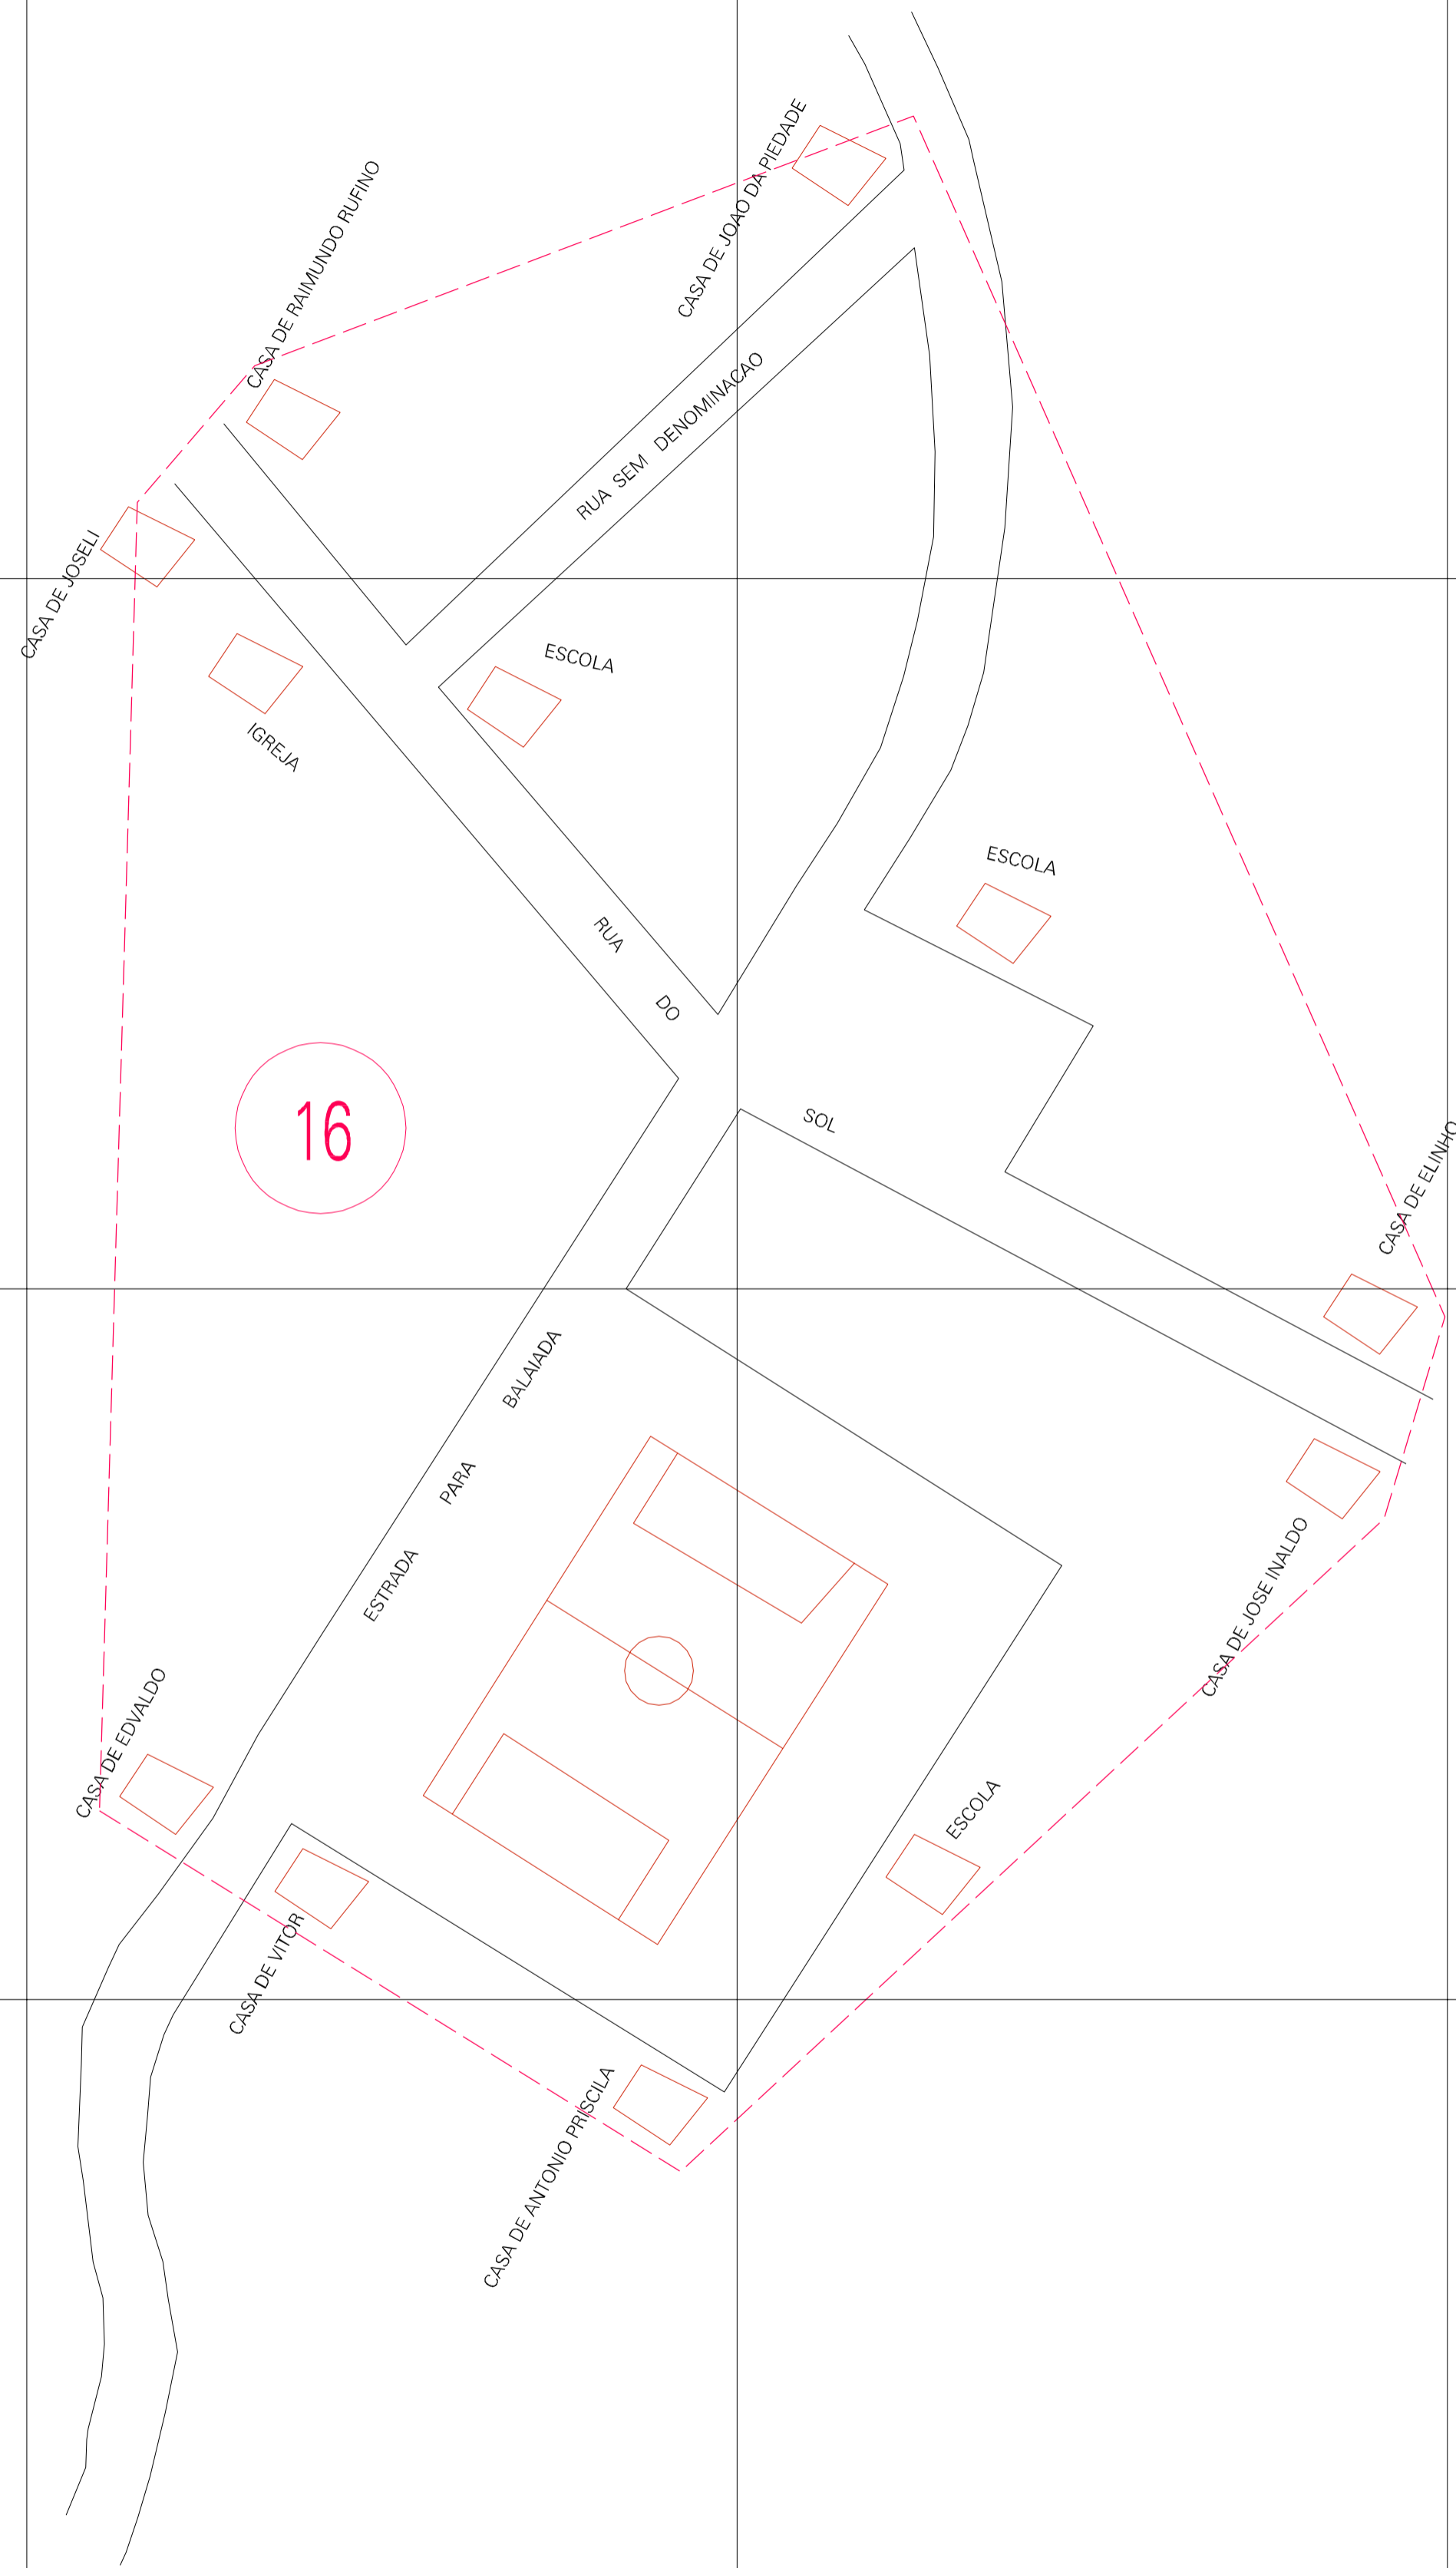 CASA DE JOAO DA PIEDADE
CASA DE RAIMUNDO RUFINO
RUA SEM DENOMINACAO
CASA DE JOSELI
ESCOLA
IGREJA
ESCOLA
RUA DO SOL
16
CASA DE ELINHO
ESTRADA PARA BALAIADA
CASA DE JOSE INALDO
CASA DE EDVALDO
ESCOLA
CASA DE VITOR
CASA DE ANTONIO PRISCILA